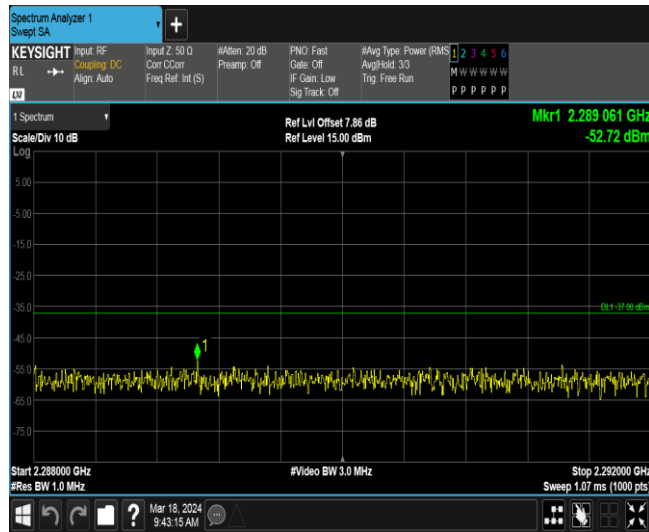 Spectrum Analyzer 1
Swept SA
KEYSIGHT
RL
LXI
Input: RF
Coupling: DC
Align: Auto
Input Z: 50 Ω
Corr CCorr
Freq Ref: Int (S)
#Atten: 20 dB
Preamp: Off
PNO: Fast
Gate: Off
IF Gain: Low
Sig Track: Off
#Avg Type: Power (RMS
Avg|Hold: 3/3
Trig: Free Run
1 2 3 4 5 6
M W W W W W
P P P P P P
1 Spectrum
Scale/Div 10 dB
Log
Ref Lvl Offset 7.86 dB
Ref Level 15.00 dBm
Mkr1 2.289 061 GHz
-52.72 dBm
5.00
-5.00
-15.0
-25.0
-35.0
-45.0
-55.0
-65.0
-75.0
DL1 -37.00 dBm
1
Start 2.288000 GHz
#Res BW 1.0 MHz
#Video BW 3.0 MHz
Stop 2.292000 GHz
Sweep 1.07 ms (1000 pts)
?
Mar 18, 2024
9:43:15 AM